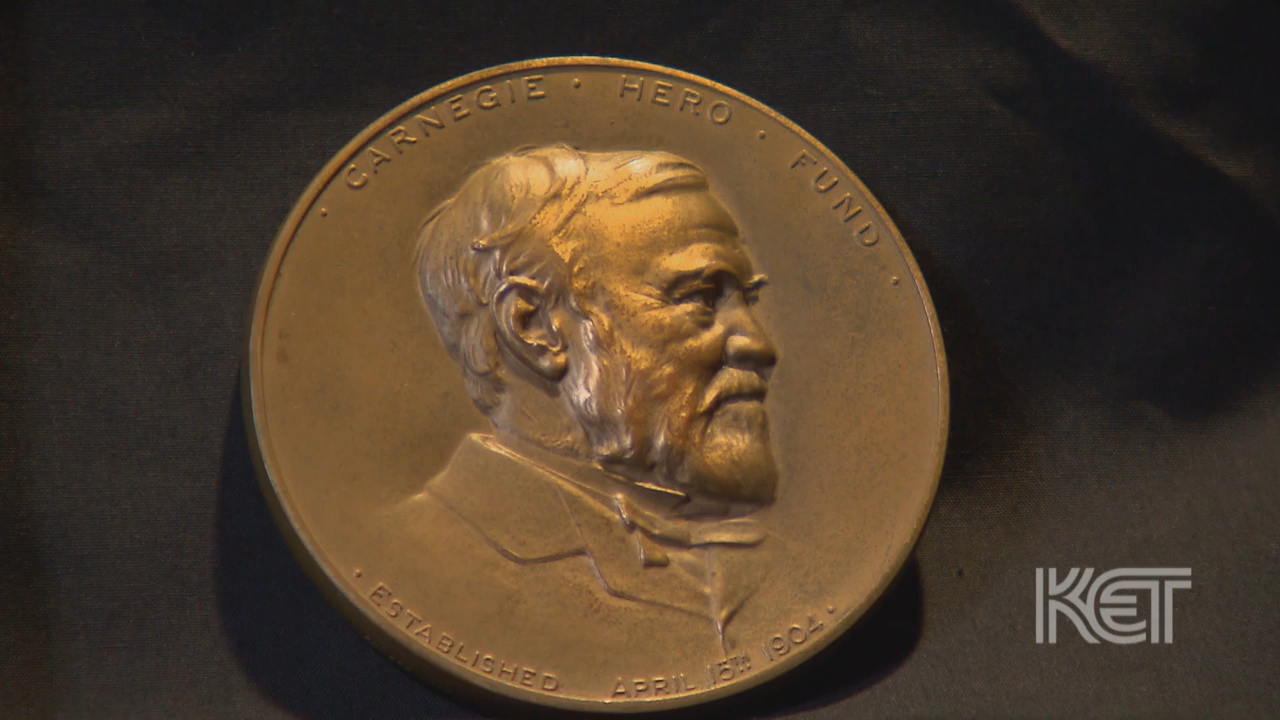 · CARNEGIE · HERO · FUND ·
· ESTABLISHED APRIL 15TH 1904 ·
KET